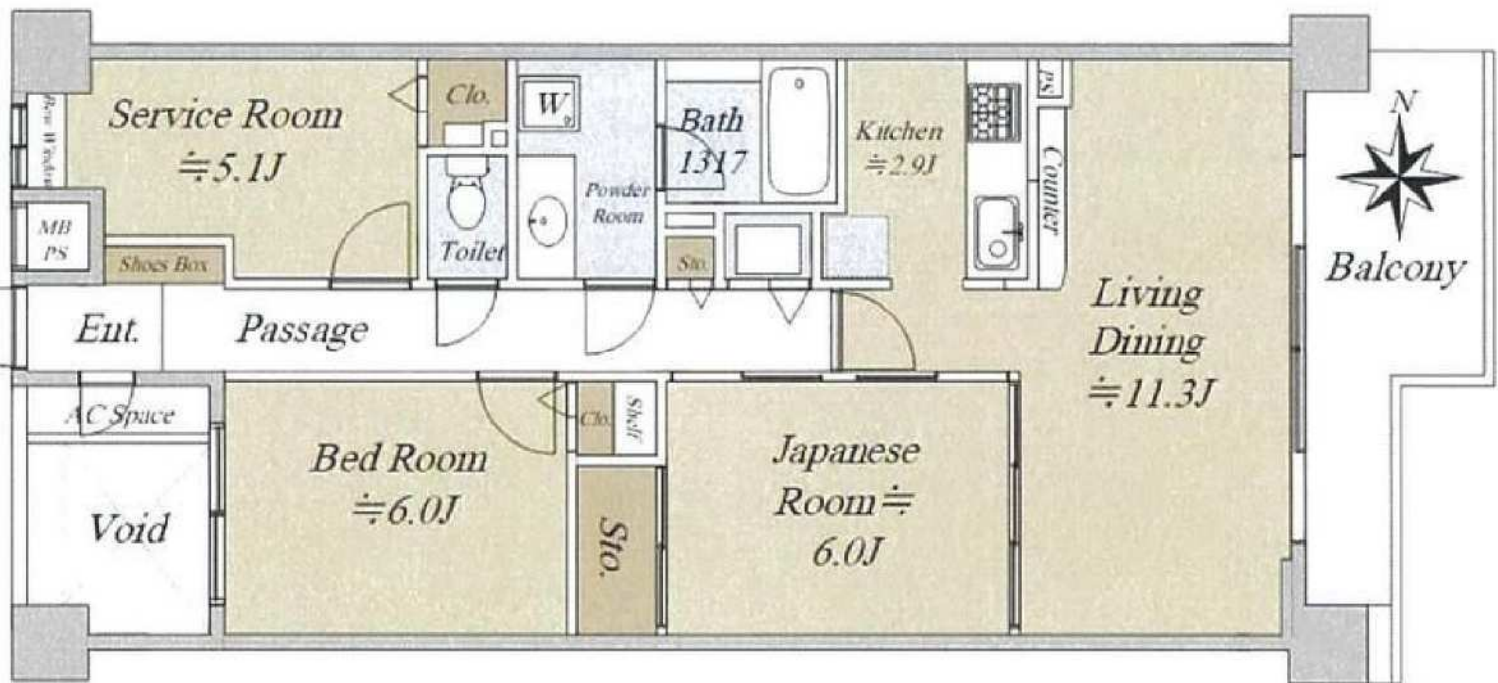 Service Room
≒5.1J
Clo.
W
Bath
1317
Kitchen
≒2.9J
PS
Counter
N
Balcony
Bow Window
MB
PS
Shoes Box
Toilet
Powder
Room
Sto.
Living
Dining
≒11.3J
Ent.
Passage
AC Space
Void
Bed Room
≒6.0J
Clo.
Shelf
Sto.
Japanese
Room≒
6.0J